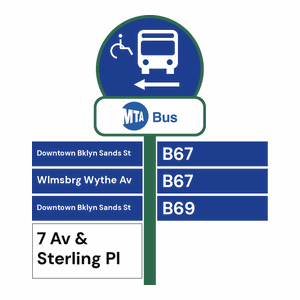 MTA Bus
Downtown Bklyn Sands St B67
Wlmsbrg Wythe Av B67
Downtown Bklyn Sands St B69
7 Av &
Sterling Pl